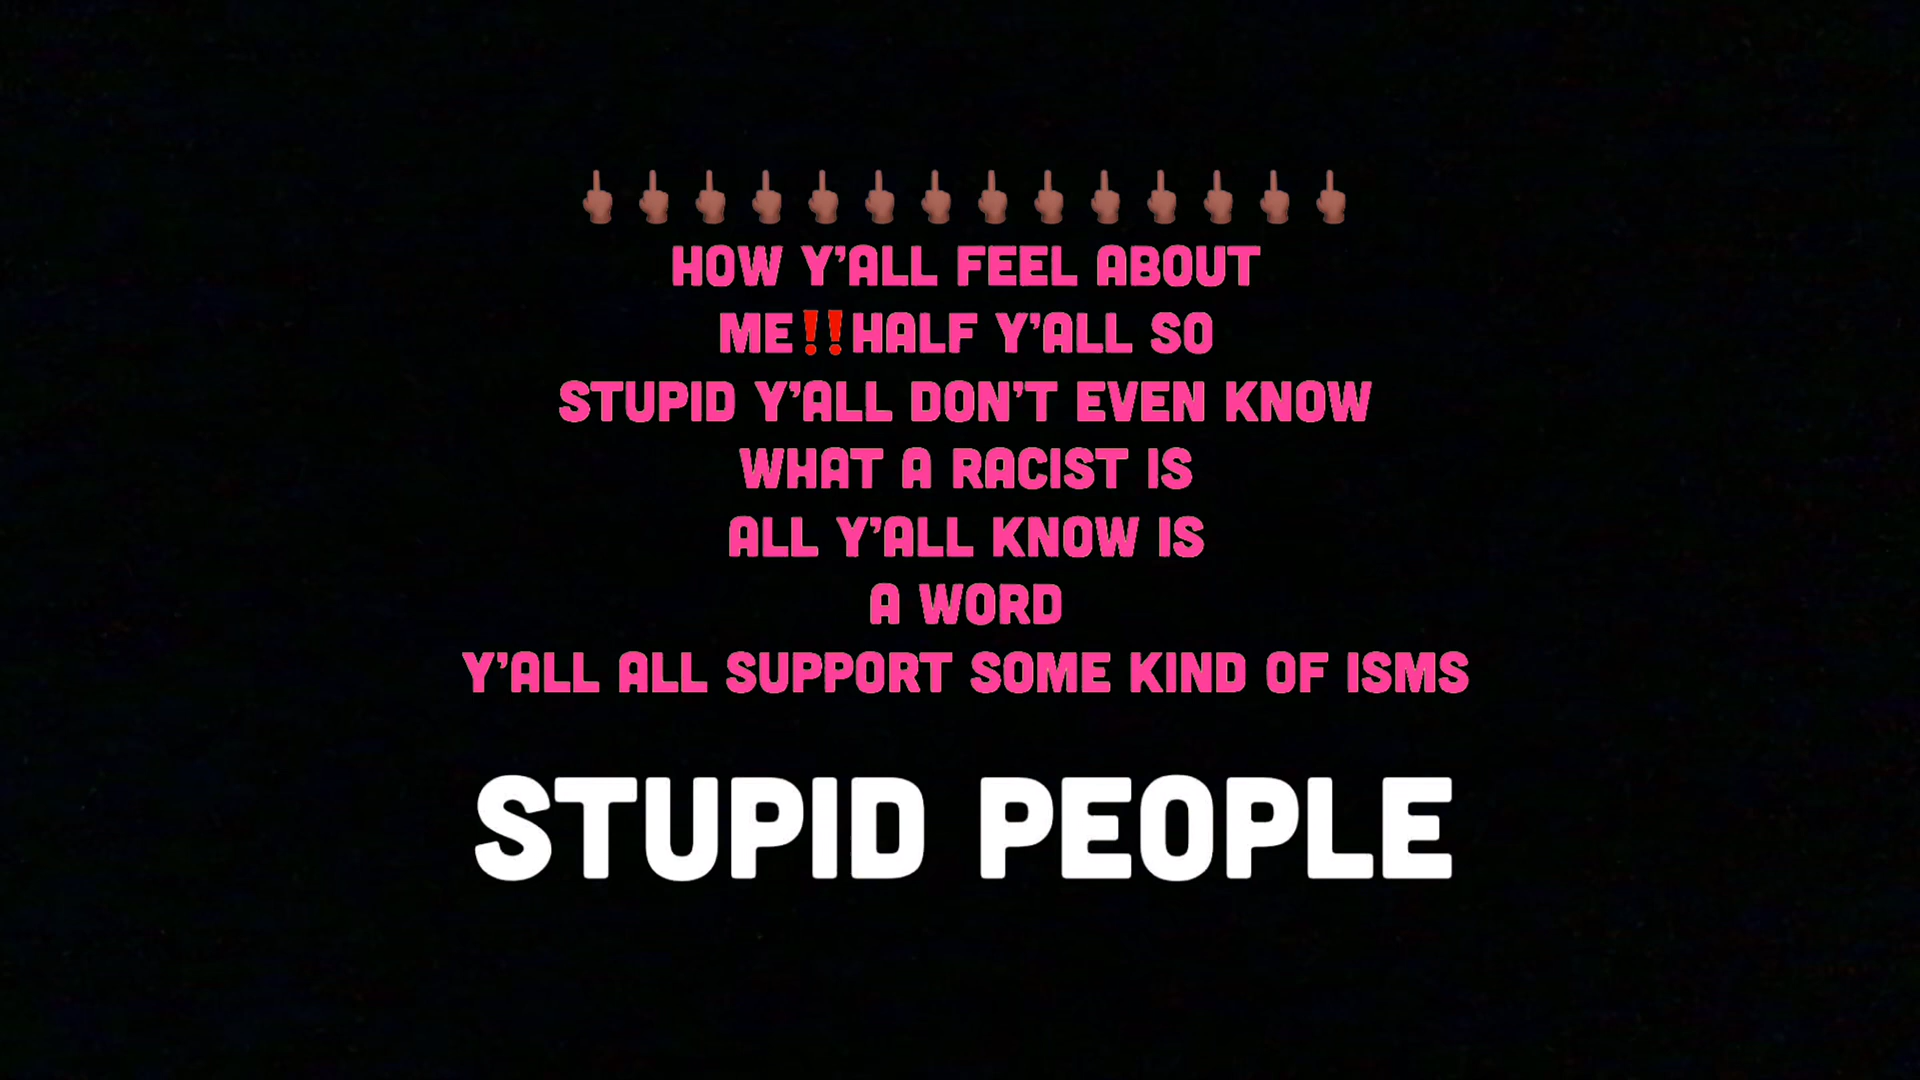 🖕🏽🖕🏽🖕🏽🖕🏽🖕🏽🖕🏽🖕🏽🖕🏽🖕🏽🖕🏽🖕🏽🖕🏽🖕🏽🖕🏽
HOW Y'ALL FEEL ABOUT
ME‼️HALF Y'ALL SO
STUPID Y'ALL DON'T EVEN KNOW
WHAT A RACIST IS
ALL Y'ALL KNOW IS
A WORD
Y'ALL ALL SUPPORT SOME KIND OF ISMS
STUPID PEOPLE